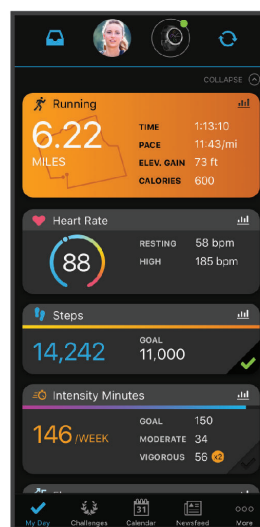 COLLAPSE
Running
6.22
MILES
TIME 1:13:10
PACE 11:43/mi
ELEV. GAIN 73 ft
CALORIES 600
Heart Rate
88
RESTING 58 bpm
HIGH 185 bpm
Steps
14,242
GOAL
11,000
Intensity Minutes
146 /WEEK
GOAL 150
MODERATE 34
VIGOROUS 56 x2
My Day
Challenges
31
Calendar
Newsfeed
More